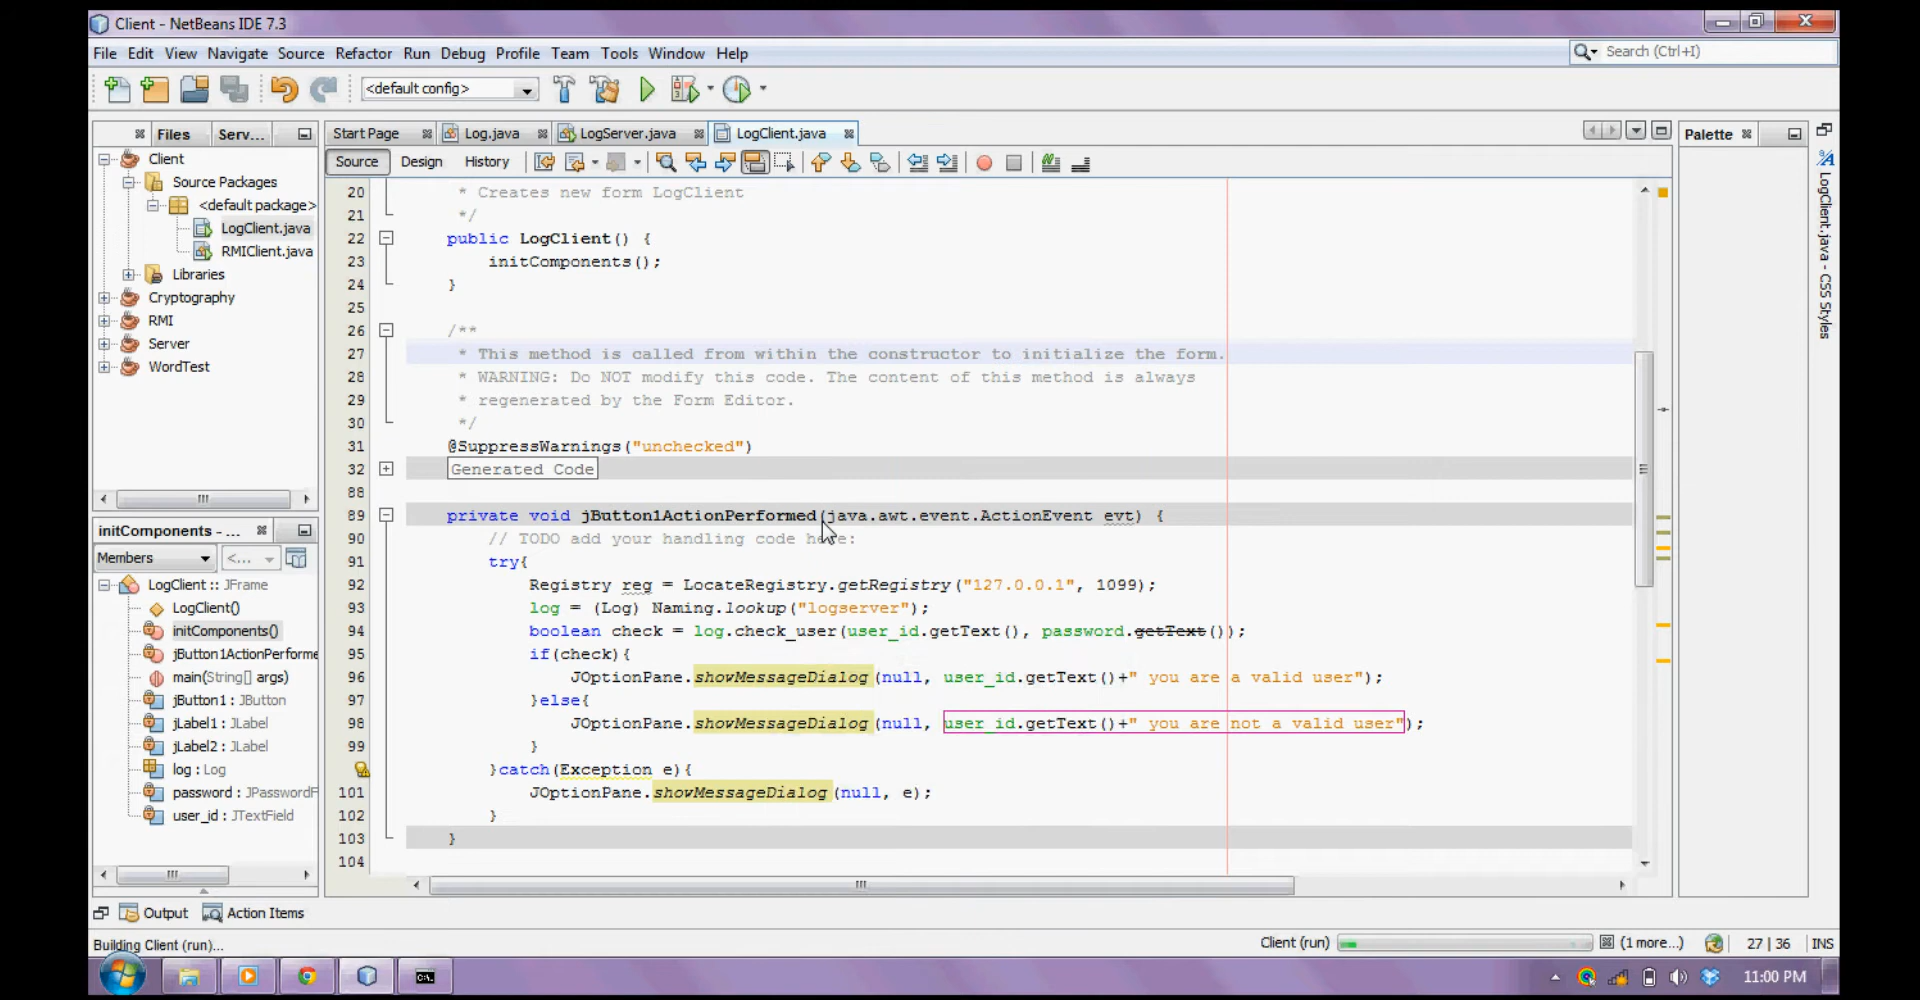 Client - NetBeans IDE 7.3
File Edit View Navigate Source Refactor Run Debug Profile Team Tools Window Help
Search (Ctrl+I)
<default config>
Files Serv...
Start Page Log.java LogServer.java LogClient.java
Palette
Source Design History
Client
Source Packages
<default package>
LogClient.java
RMIClient.java
Libraries
Cryptography
RMI
Server
WordTest
20 * Creates new form LogClient
21 */
22 public LogClient() {
23 initComponents();
24 }
25
26 /**
27 * This method is called from within the constructor to initialize the form.
28 * WARNING: Do NOT modify this code. The content of this method is always
29 * regenerated by the Form Editor.
30 */
31 @SuppressWarnings("unchecked")
32 Generated Code
88
89 private void jButton1ActionPerformed(java.awt.event.ActionEvent evt) {
90 // TODO add your handling code here:
91 try{
92 Registry reg = LocateRegistry.getRegistry("127.0.0.1", 1099);
93 log = (Log) Naming.lookup("logserver");
94 boolean check = log.check_user(user_id.getText(), password.getText());
95 if(check){
96 JOptionPane.showMessageDialog(null, user_id.getText()+" you are a valid user");
97 }else{
98 JOptionPane.showMessageDialog(null, user_id.getText()+" you are not a valid user");
99 }
}catch(Exception e){
101 JOptionPane.showMessageDialog(null, e);
102 }
103 }
104
LogClient.java - CSS Styles
initComponents - ...
Members <...
LogClient :: JFrame
LogClient()
initComponents()
jButton1ActionPerforme
main(String[] args)
jButton1 : JButton
jLabel1 : JLabel
jLabel2 : JLabel
log : Log
password : JPasswordF
user_id : JTextField
Output Action Items
Building Client (run)...
Client (run) (1 more...) 27 | 36 INS
C:\.
11:00 PM